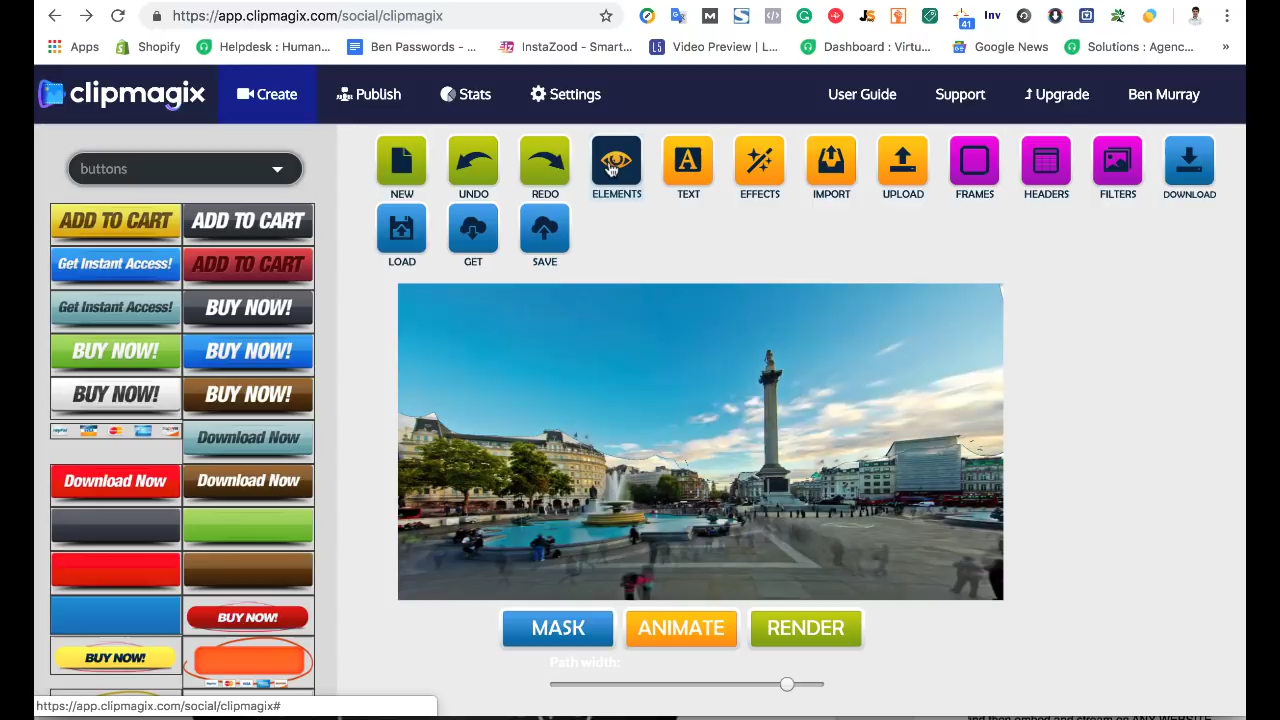 https://app.clipmagix.com/social/clipmagix
41
Inv
Apps
Shopify
Helpdesk : Human...
Ben Passwords - ...
InstaZood - Smart...
Video Preview | L...
Dashboard : Virtu...
Google News
Solutions : Agenc...
»
clipmagix
Create
Publish
Stats
Settings
User Guide
Support
Upgrade
Ben Murray
buttons
NEW
UNDO
REDO
ELEMENTS
TEXT
EFFECTS
IMPORT
UPLOAD
FRAMES
HEADERS
FILTERS
DOWNLOAD
LOAD
GET
SAVE
ADD TO CART
ADD TO CART
Get Instant Access!
ADD TO CART
Get Instant Access!
BUY NOW!
BUY NOW!
BUY NOW!
BUY NOW!
BUY NOW!
Download Now
Download Now
Download Now
BUY NOW!
BUY NOW!
MASK
ANIMATE
RENDER
Path width:
https://app.clipmagix.com/social/clipmagix#